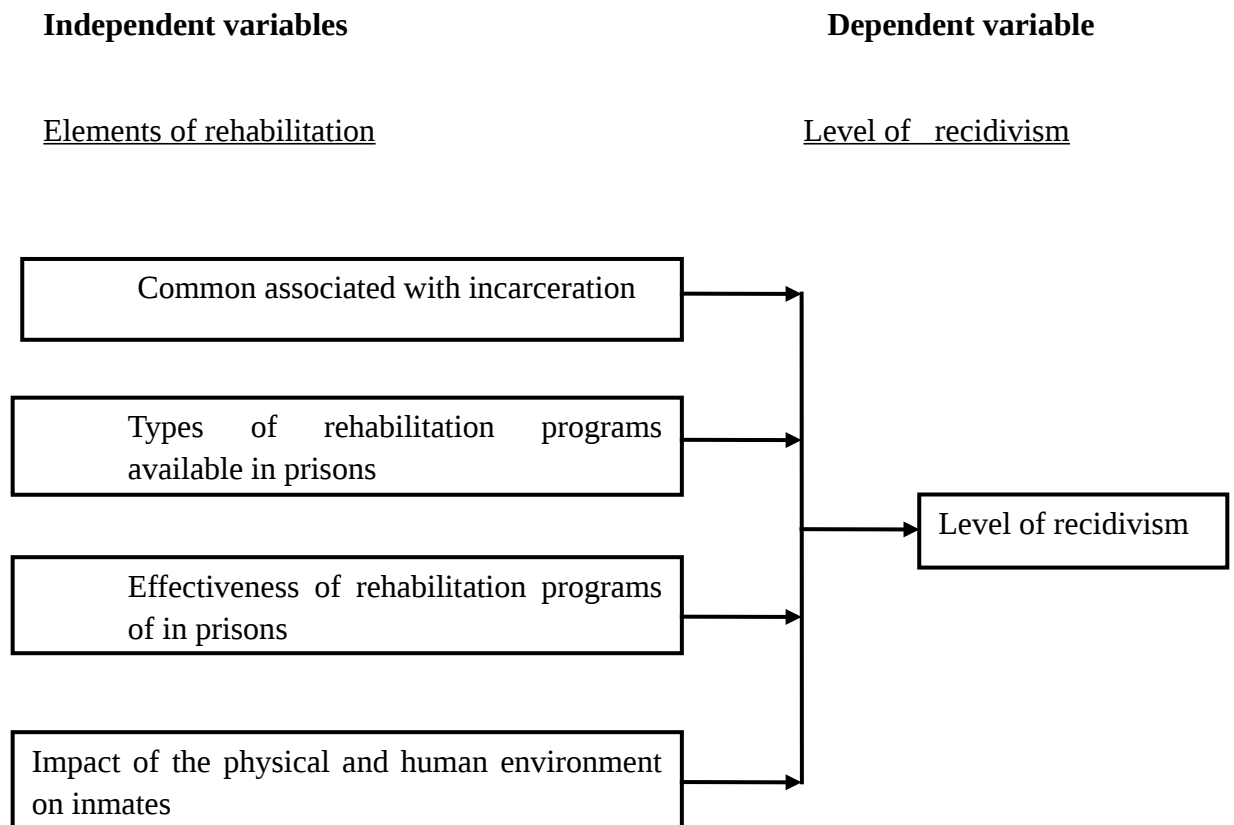 Independent variables
Dependent variable
Elements of rehabilitation
Level of recidivism
Common associated with incarceration
Types of rehabilitation programs
available in prisons
Effectiveness of rehabilitation programs
of in prisons
Impact of the physical and human environment
on inmates
Level of recidivism